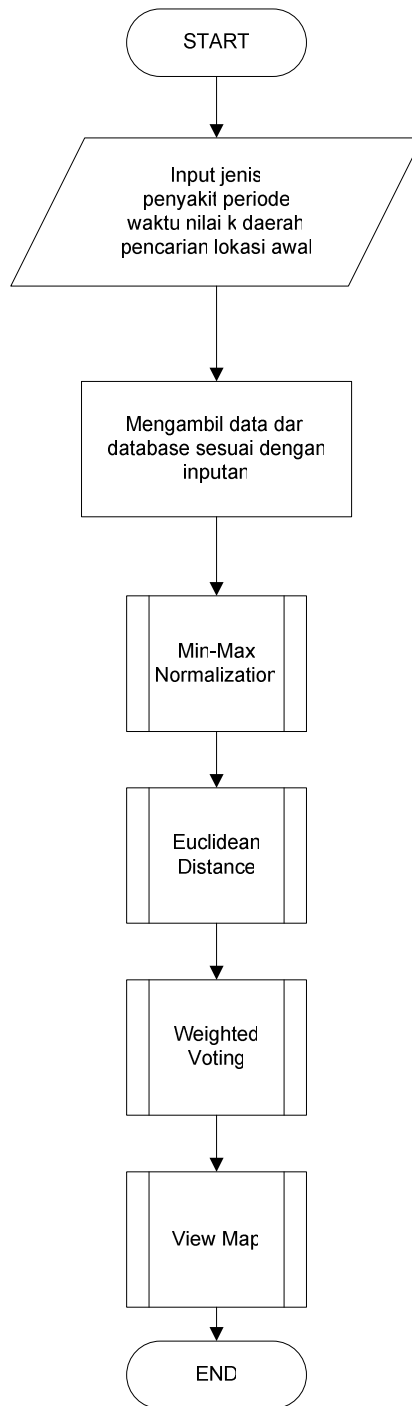 START
Input jenis
penyakit periode
waktu nilai k daerah
pencarian lokasi awal
Mengambil data dar
database sesuai dengan
inputan
Min-Max
Normalization
Euclidean
Distance
Weighted
Voting
View Map
END